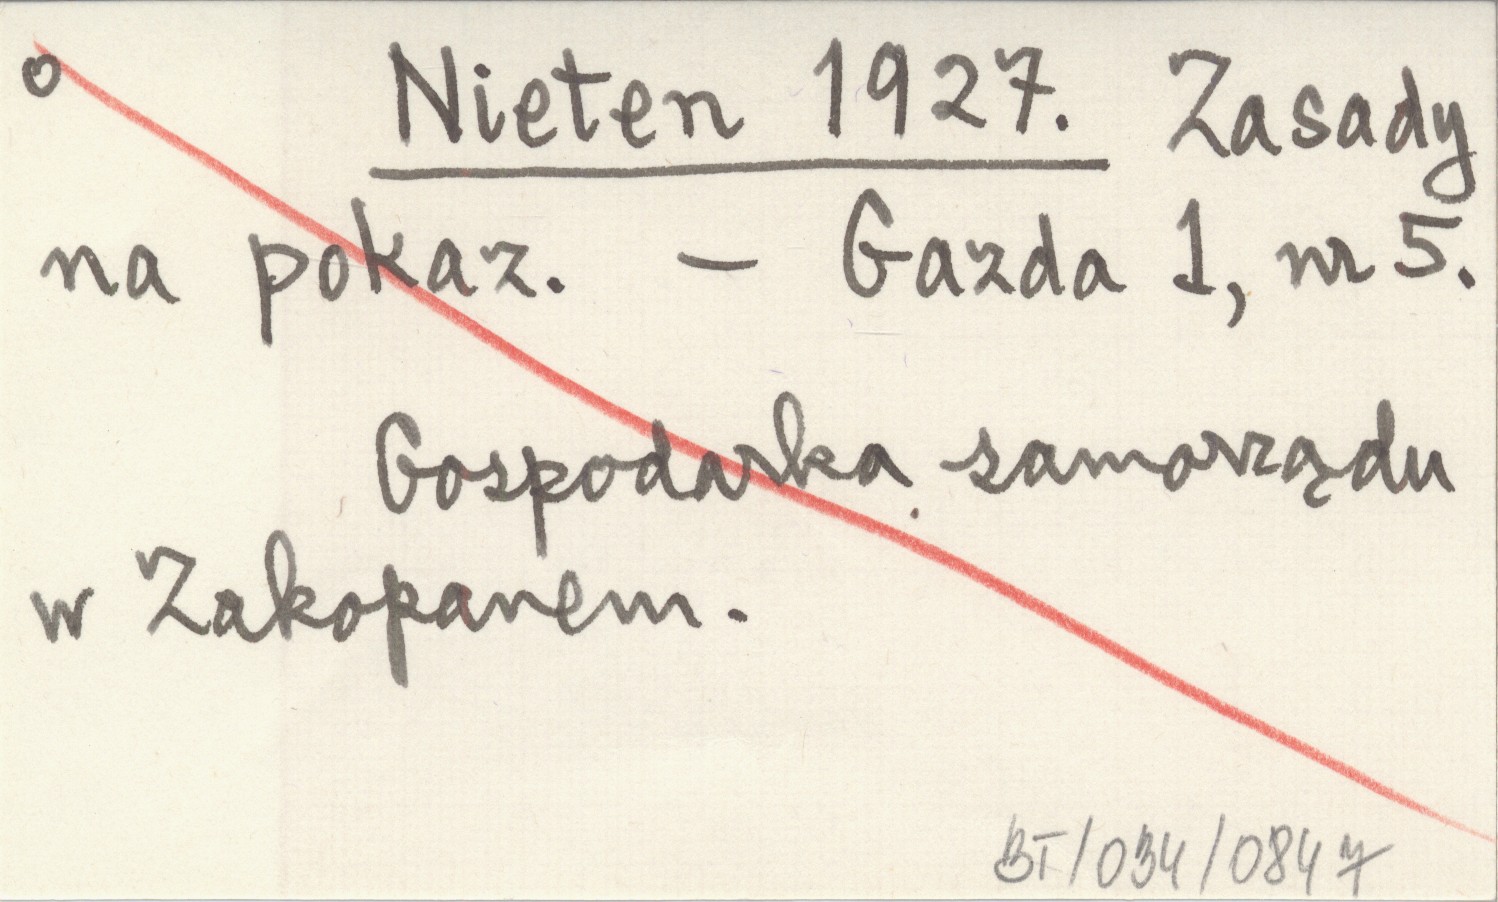 o Nieten 1927. Zasady
na pokaz. – Gazda 1, nr 5.
Gospodarka samorządu
w Zakopanem.
BT/034/0847